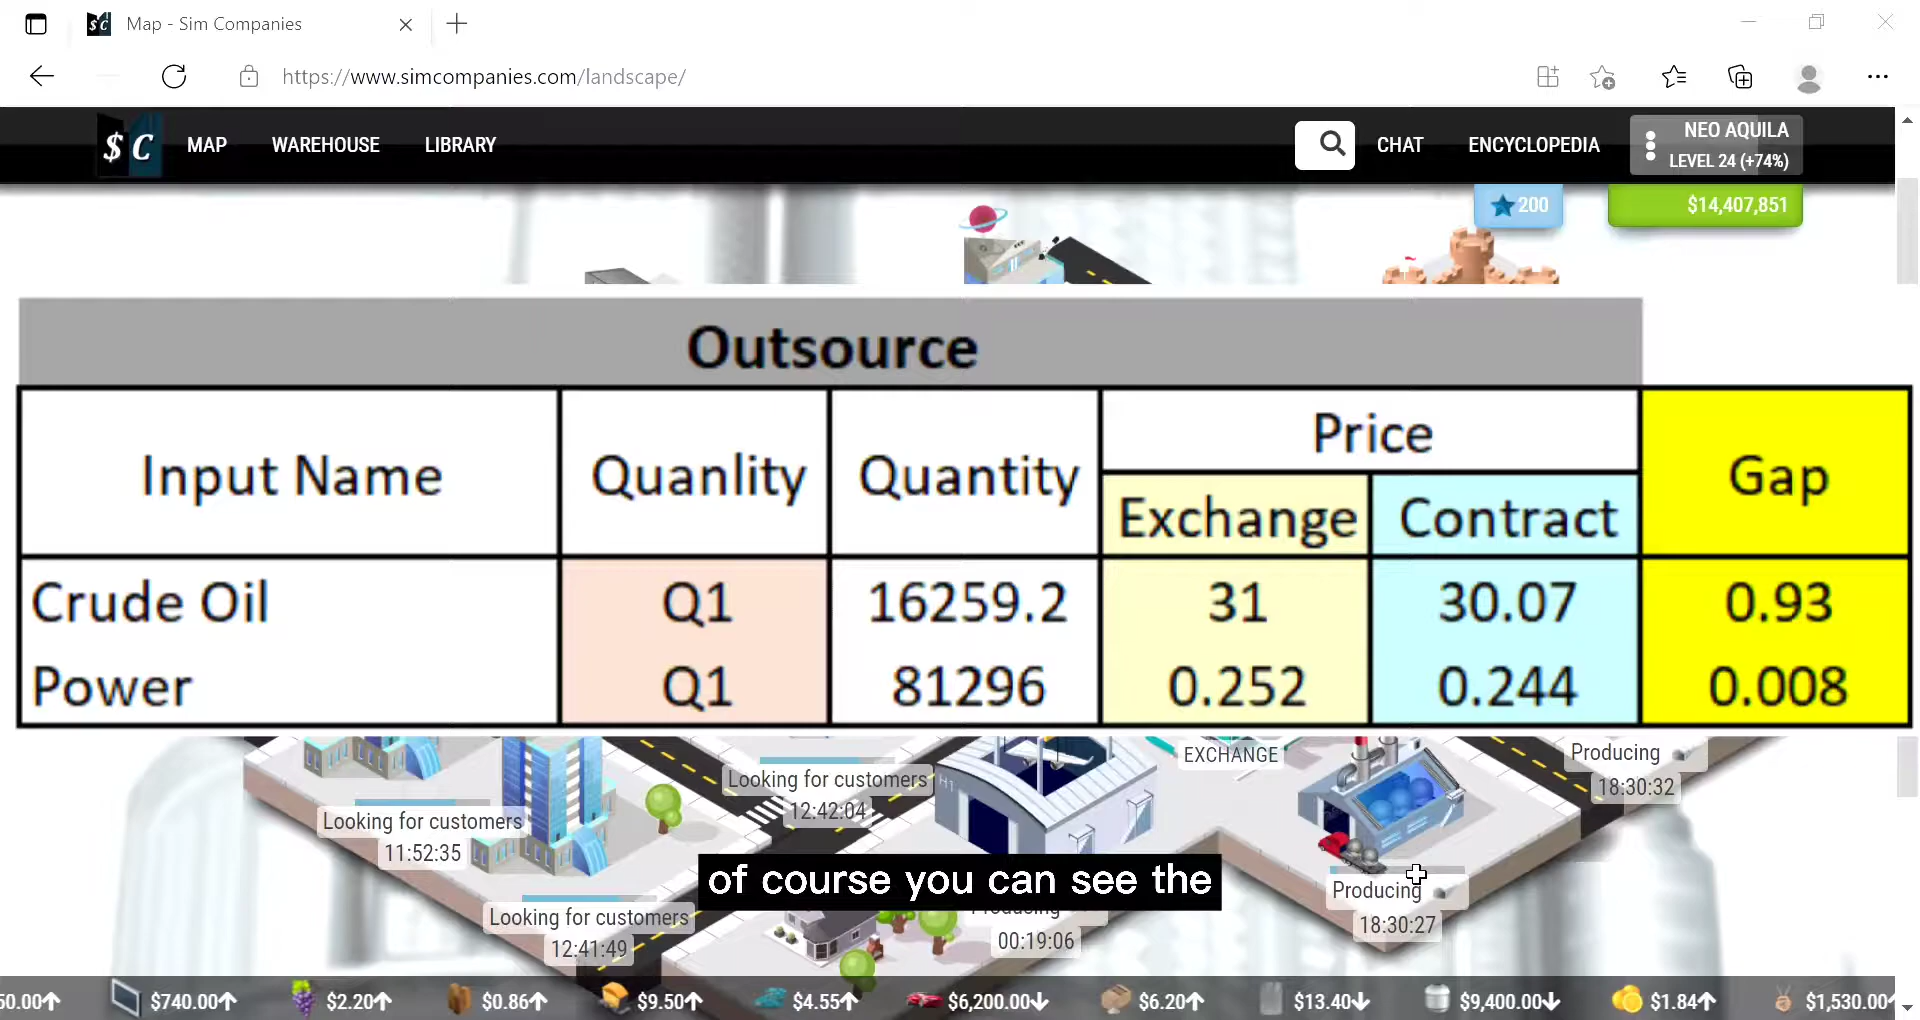 Map - Sim Companies
https://www.simcompanies.com/landscape/
$ C MAP WAREHOUSE LIBRARY CHAT ENCYCLOPEDIA NEO AQUILA
LEVEL 24 (+74%)
200 $14,407,851
Outsource
Input Name Quanlity Quantity Price Gap
Exchange Contract
Crude Oil Q1 16259.2 31 30.07 0.93
Power Q1 81296 0.252 0.244 0.008
EXCHANGE
Producing
18:30:32
Looking for customers
12:42:04
Looking for customers
11:52:35
H1
of course you can see the
Producing
18:30:27
Looking for customers
12:41:49
Producing
00:19:06
50.00↑ $740.00↑ $2.20↑ $0.86↑ $9.50↑ $4.55↑ $6,200.00↓ $6.20↑ $13.40↓ $9,400.00↓ $1.84↑ $1,530.00